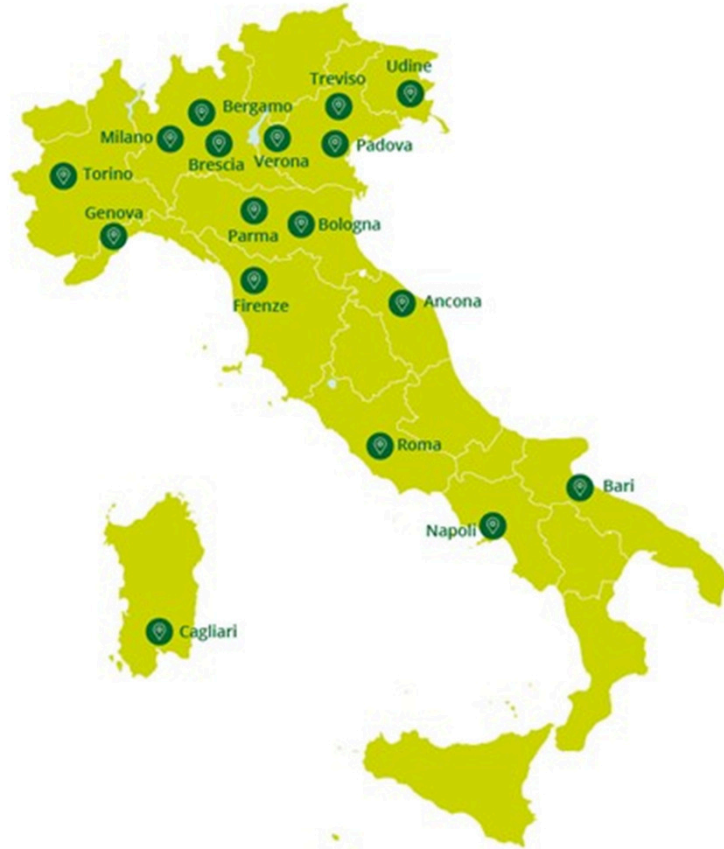 Udine
Treviso
Bergamo
Milano
Brescia
Verona
Padova
Torino
Genova
Parma
Bologna
Firenze
Ancona
Roma
Bari
Napoli
Cagliari